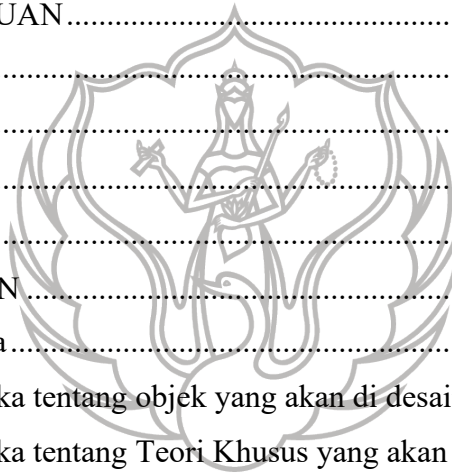 UAN..................................................
..........................................................
..........................................................
..........................................................
..........................................................
N........................................................
a..........................................................
ka tentang objek yang akan di desai
ka tentang Teori Khusus yang akan